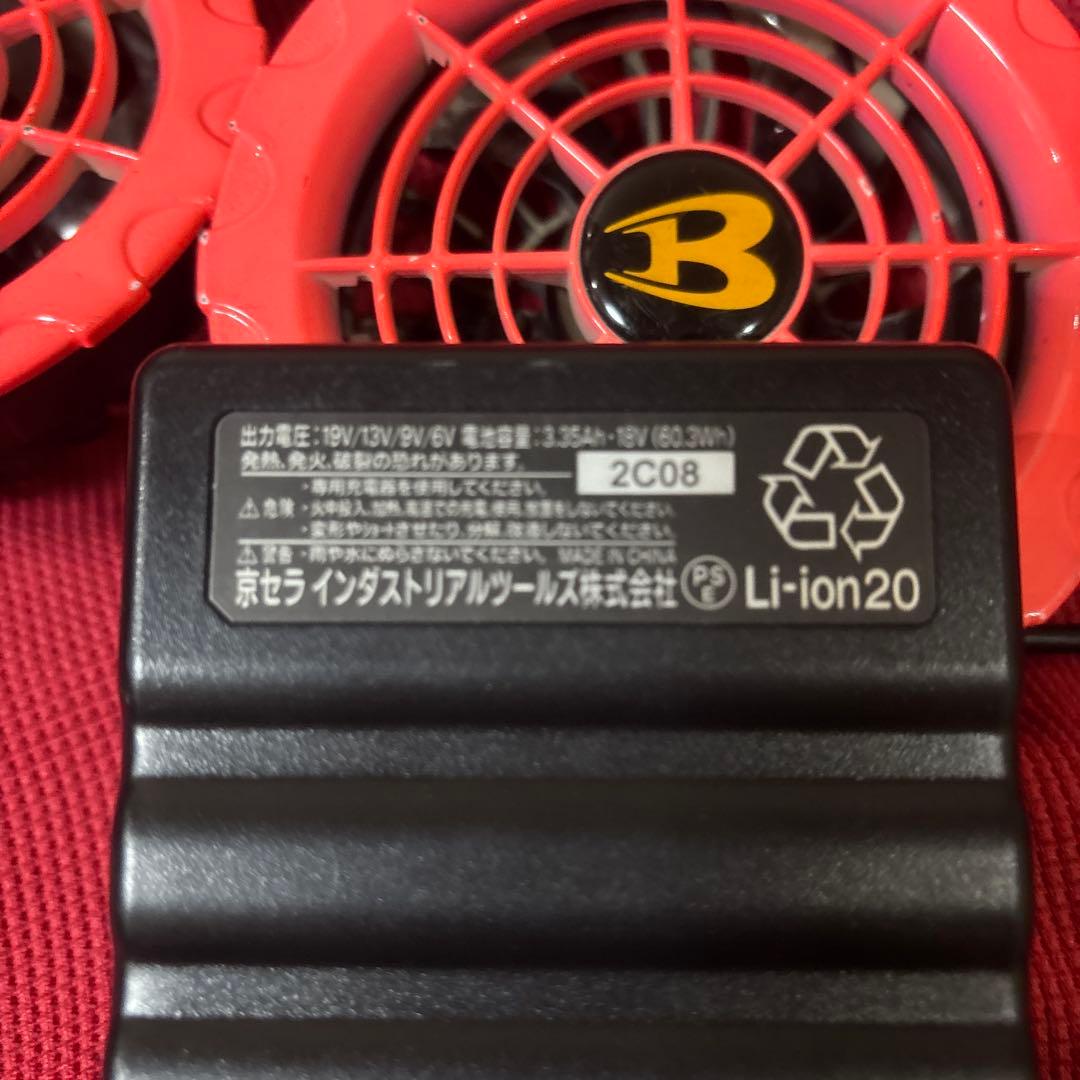 B
出力電圧:19V/13V/9V/6V 電池容量:3.35Ah・18V(60.3Wh)
発熱、発火、破裂の恐れがあります。
2C08
・専用充電器を使用してください。
⚠危険 ・火中投入、加熱、高温での充電、使用、放置をしないでください。
・変形やショートさせたり、分解、改造しないでください。
⚠警告 ・雨や水にぬらさないでください。 MADE IN CHINA
京セラ インダストリアルツールズ株式会社 PSE Li-ion20